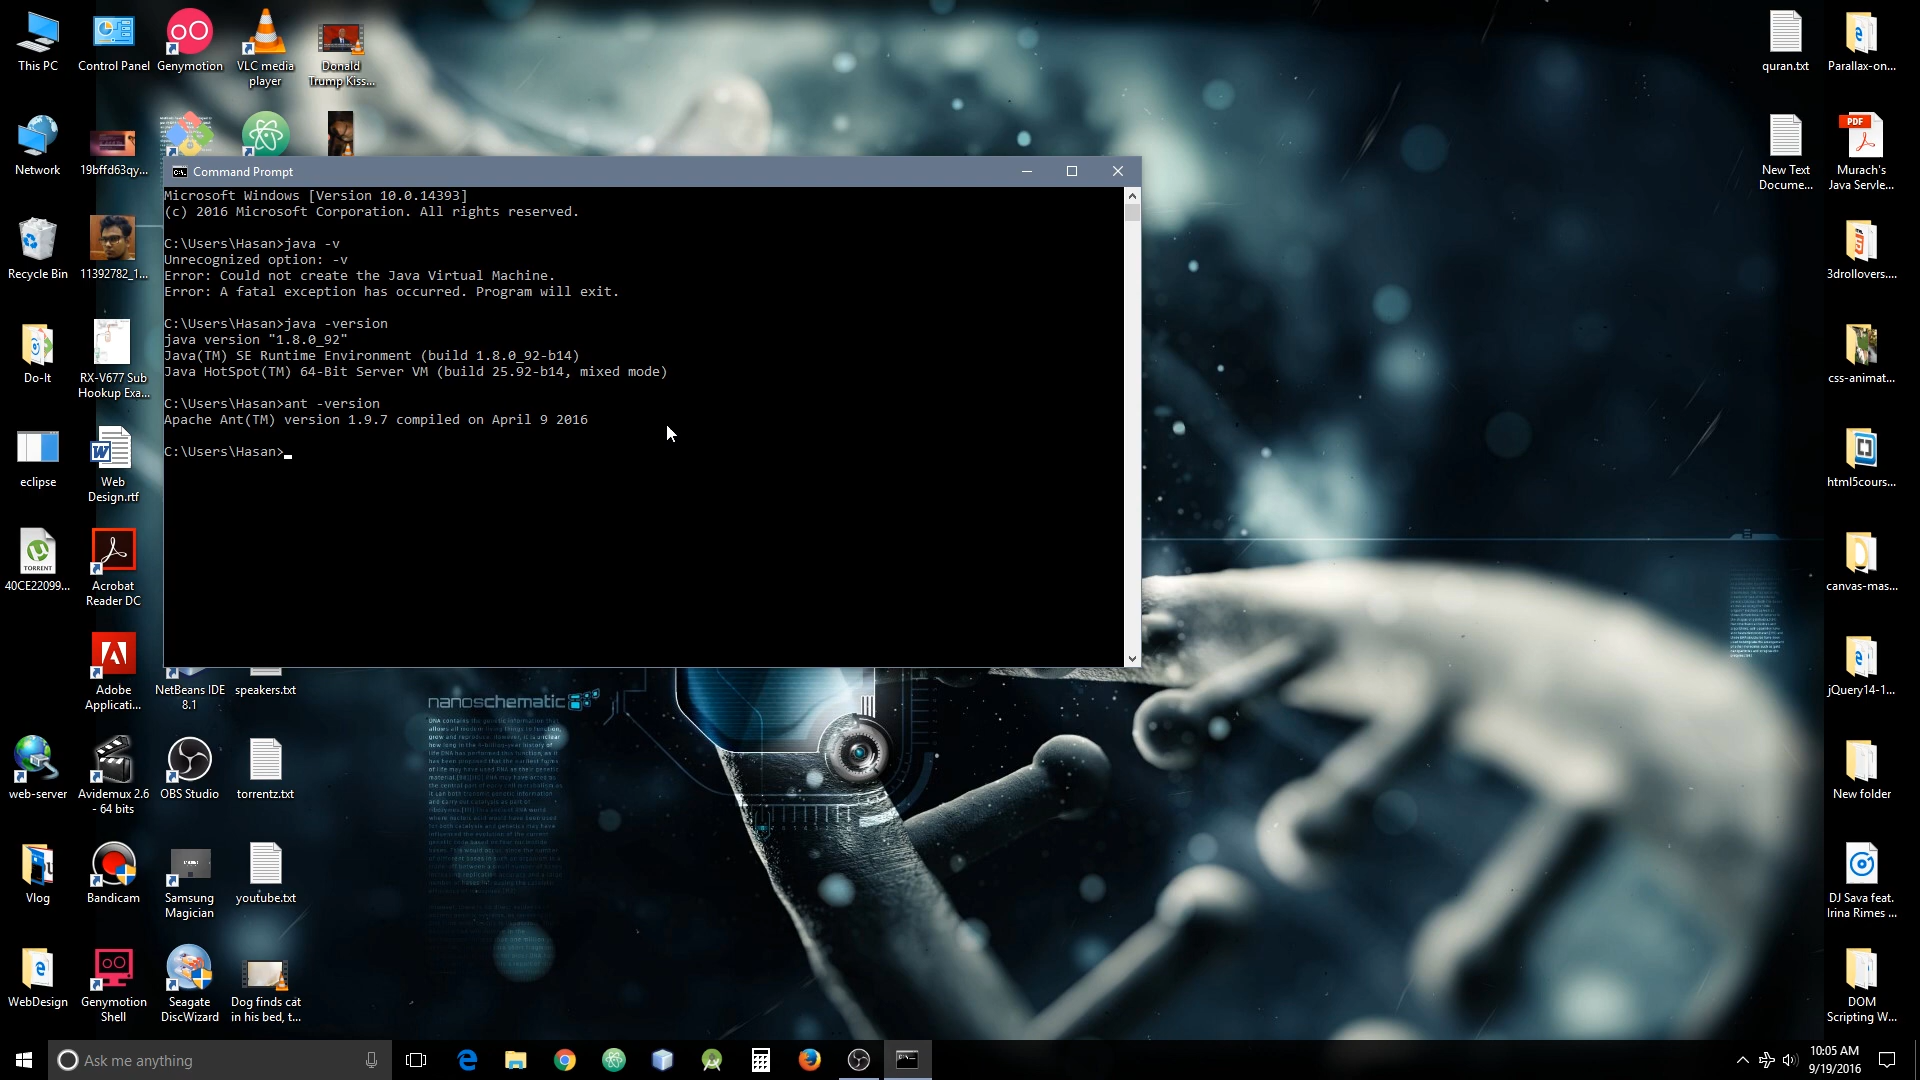 This PC
Control Panel
Genymotion
VLC media
player
Donald
Trump Kiss...
quran.txt
Parallax-on...
Network
19bffd63qy...
New Text
Docume...
PDF
Murach's
Java Servle...
Command Prompt
Microsoft Windows [Version 10.0.14393]
(c) 2016 Microsoft Corporation. All rights reserved.
C:\Users\Hasan>java -v
Unrecognized option: -v
Error: Could not create the Java Virtual Machine.
Error: A fatal exception has occurred. Program will exit.
C:\Users\Hasan>java -version
java version "1.8.0_92"
Java(TM) SE Runtime Environment (build 1.8.0_92-b14)
Java HotSpot(TM) 64-Bit Server VM (build 25.92-b14, mixed mode)
C:\Users\Hasan>ant -version
Apache Ant(TM) version 1.9.7 compiled on April 9 2016
C:\Users\Hasan>
Recycle Bin
11392782_1...
3drollovers....
Do-It
RX-V677 Sub
Hookup Exa...
css-animat...
eclipse
Web
Design.rtf
html5cours...
TORRENT
40CE22099...
Acrobat
Reader DC
canvas-mas...
Adobe
Applicati...
NetBeans IDE
8.1
speakers.txt
jQuery14-1...
nanoschematic
web-server
Avidemux 2.6
- 64 bits
OBS Studio
torrentz.txt
New folder
Vlog
Bandicam
Samsung
Magician
youtube.txt
DJ Sava feat.
Irina Rimes ...
WebDesign
Genymotion
Shell
Seagate
DiscWizard
Dog finds cat
in his bed, t...
DOM
Scripting W...
Ask me anything
10:05 AM
9/19/2016